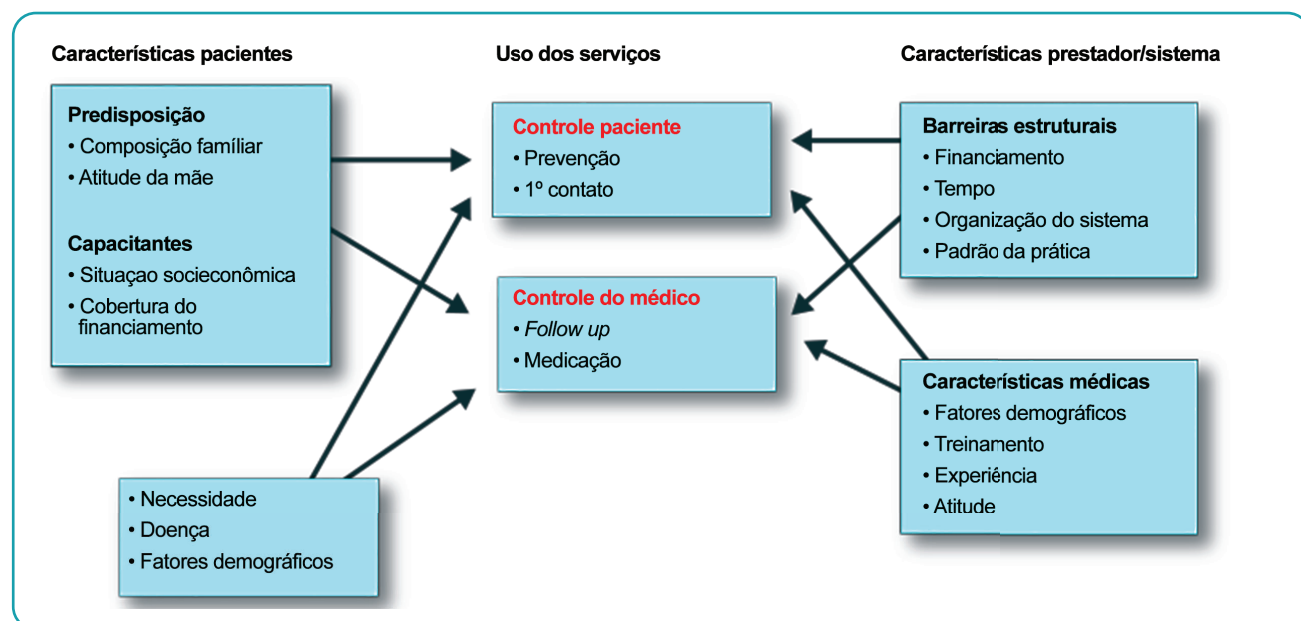 Características pacientes
Predisposição
• Composição famíliar
• Atitude da mãe
Capacitantes
• Situaçao socieconômica
• Cobertura do
financiamento
• Necessidade
• Doença
• Fatores demográficos
Uso dos serviços
Controle paciente
• Prevenção
• 1º contato
Controle do médico
• Follow up
• Medicação
Características prestador/sistema
Barreiras estruturais
• Financiamento
• Tempo
• Organização do sistema
• Padrão da prática
Características médicas
• Fatores demográficos
• Treinamento
• Experiência
• Atitude